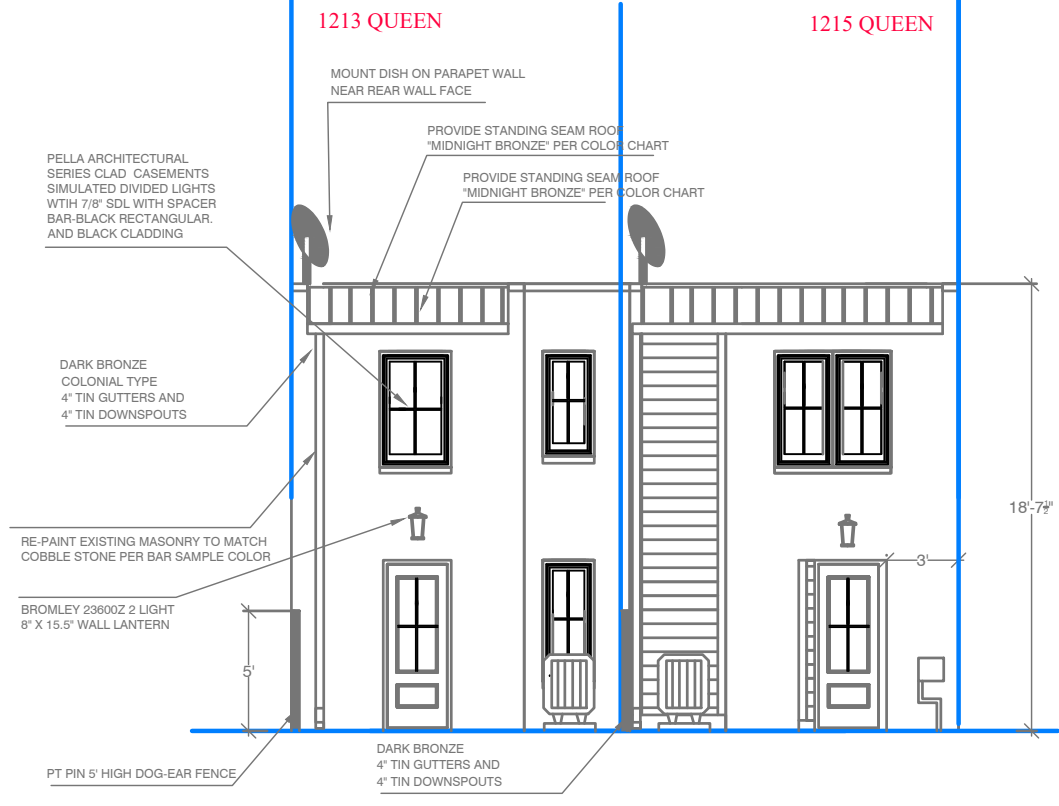 1213 QUEEN
1215 QUEEN
MOUNT DISH ON PARAPET WALL
NEAR REAR WALL FACE
PROVIDE STANDING SEAM ROOF
"MIDNIGHT BRONZE" PER COLOR CHART
PROVIDE STANDING SEAM ROOF
"MIDNIGHT BRONZE" PER COLOR CHART
PELLA ARCHITECTURAL
SERIES CLAD CASEMENTS
SIMULATED DIVIDED LIGHTS
WTIH 7/8" SDL WITH SPACER
BAR-BLACK RECTANGULAR.
AND BLACK CLADDING
DARK BRONZE
COLONIAL TYPE
4" TIN GUTTERS AND
4" TIN DOWNSPOUTS
18'-7½"
RE-PAINT EXISTING MASONRY TO MATCH
COBBLE STONE PER BAR SAMPLE COLOR
3'
BROMLEY 23600Z 2 LIGHT
8" X 15.5" WALL LANTERN
5'
DARK BRONZE
4" TIN GUTTERS AND
4" TIN DOWNSPOUTS
PT PIN 5' HIGH DOG-EAR FENCE